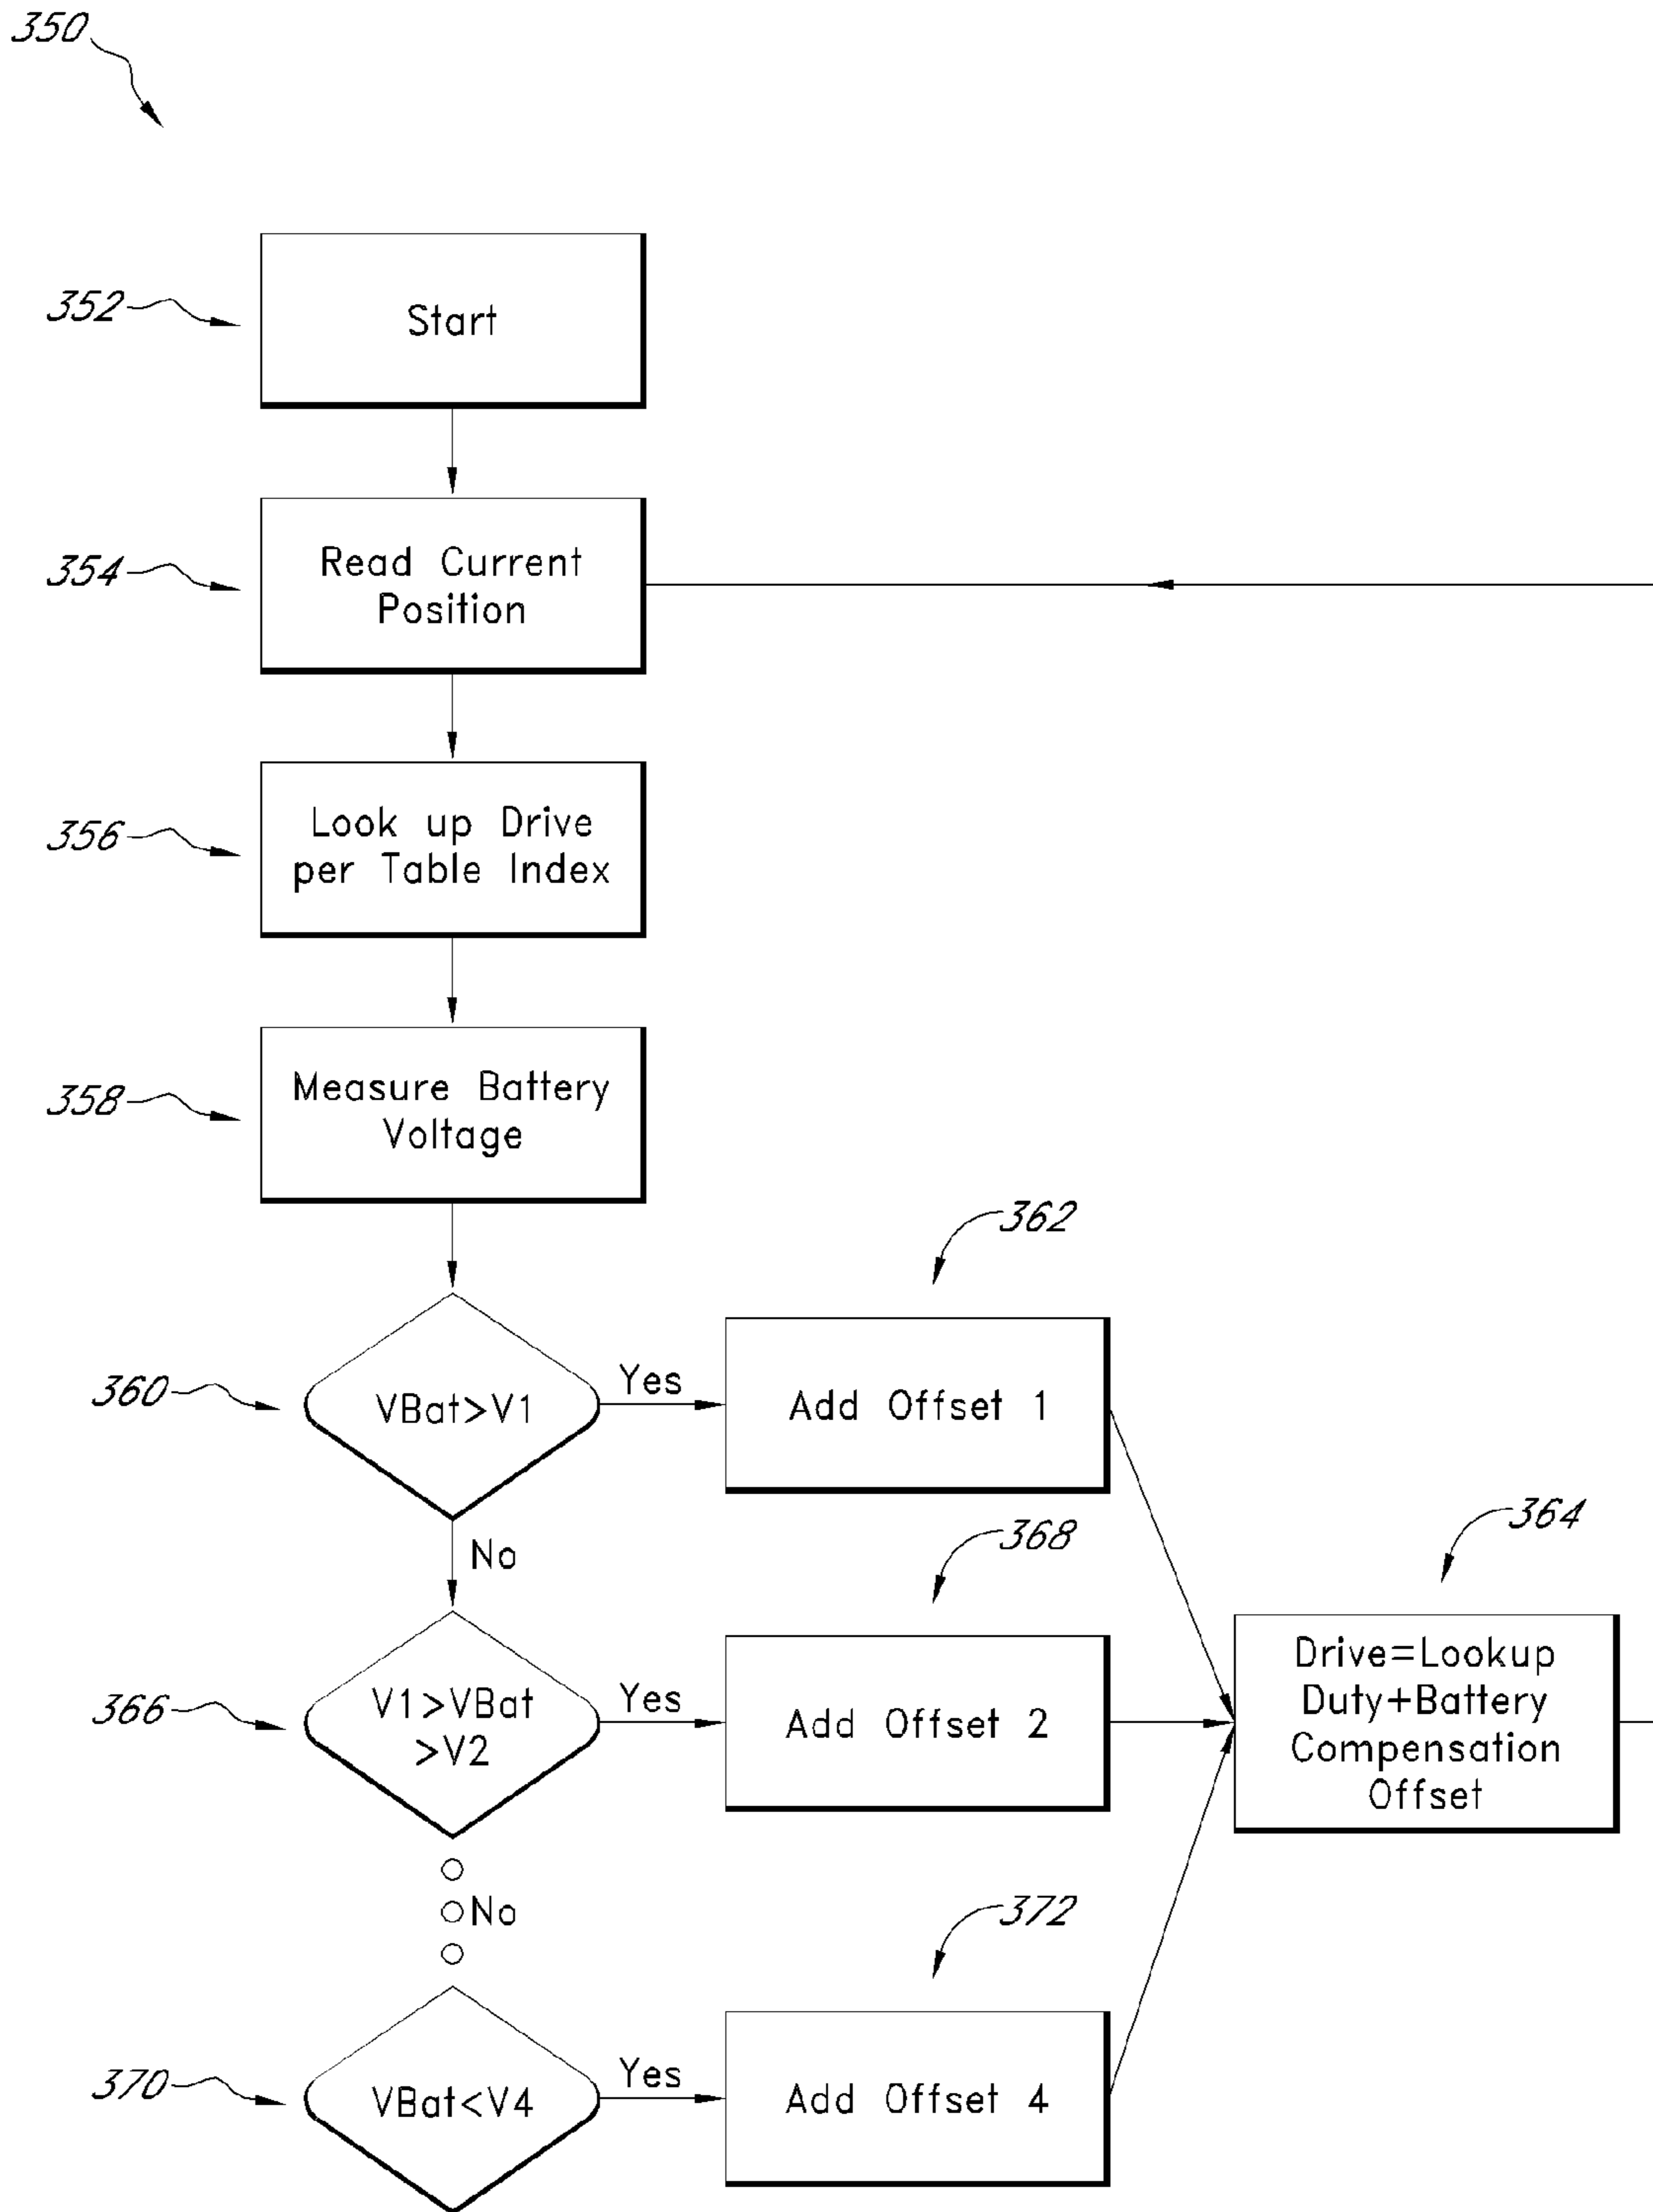 350
352
Start
354
Read Current
Position
356
Look up Drive
per Table Index
358
Measure Battery
Voltage
360
VBat>V1
Yes
362
Add Offset 1
No
366
V1>VBat
>V2
Yes
368
Add Offset 2
364
Drive=Lookup
Duty+Battery
Compensation
Offset
No
370
VBat<V4
Yes
372
Add Offset 4